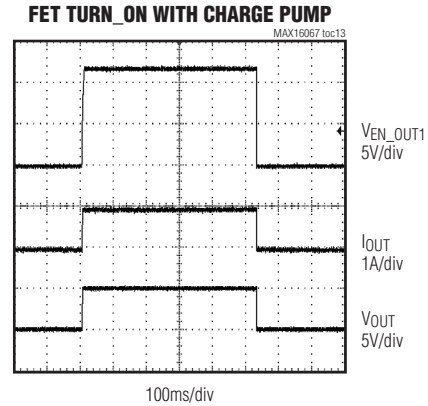 FET TURN_ON WITH CHARGE PUMP
MAX16067 toc13
VEN_OUT1
5V/div
IOUT
1A/div
VOUT
5V/div
100ms/div